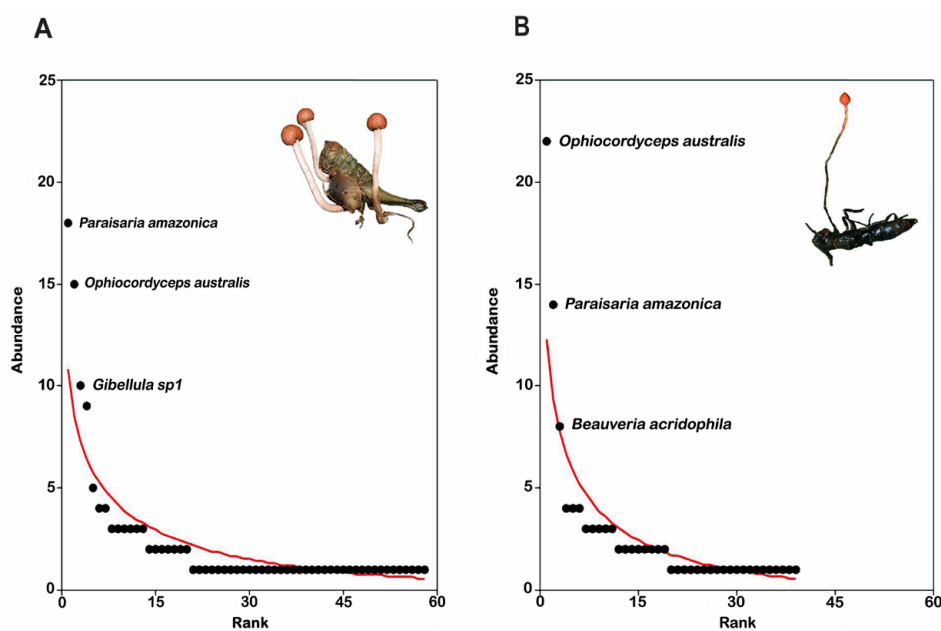 A
25
20
15
10
5
0
Abundance
Paraisaria amazonica
Ophiocordyceps australis
Gibellula sp1
0 15 30 45 60
Rank
B
25
20
15
10
5
0
Abundance
Ophiocordyceps australis
Paraisaria amazonica
Beauveria acridophila
0 15 30 45 60
Rank